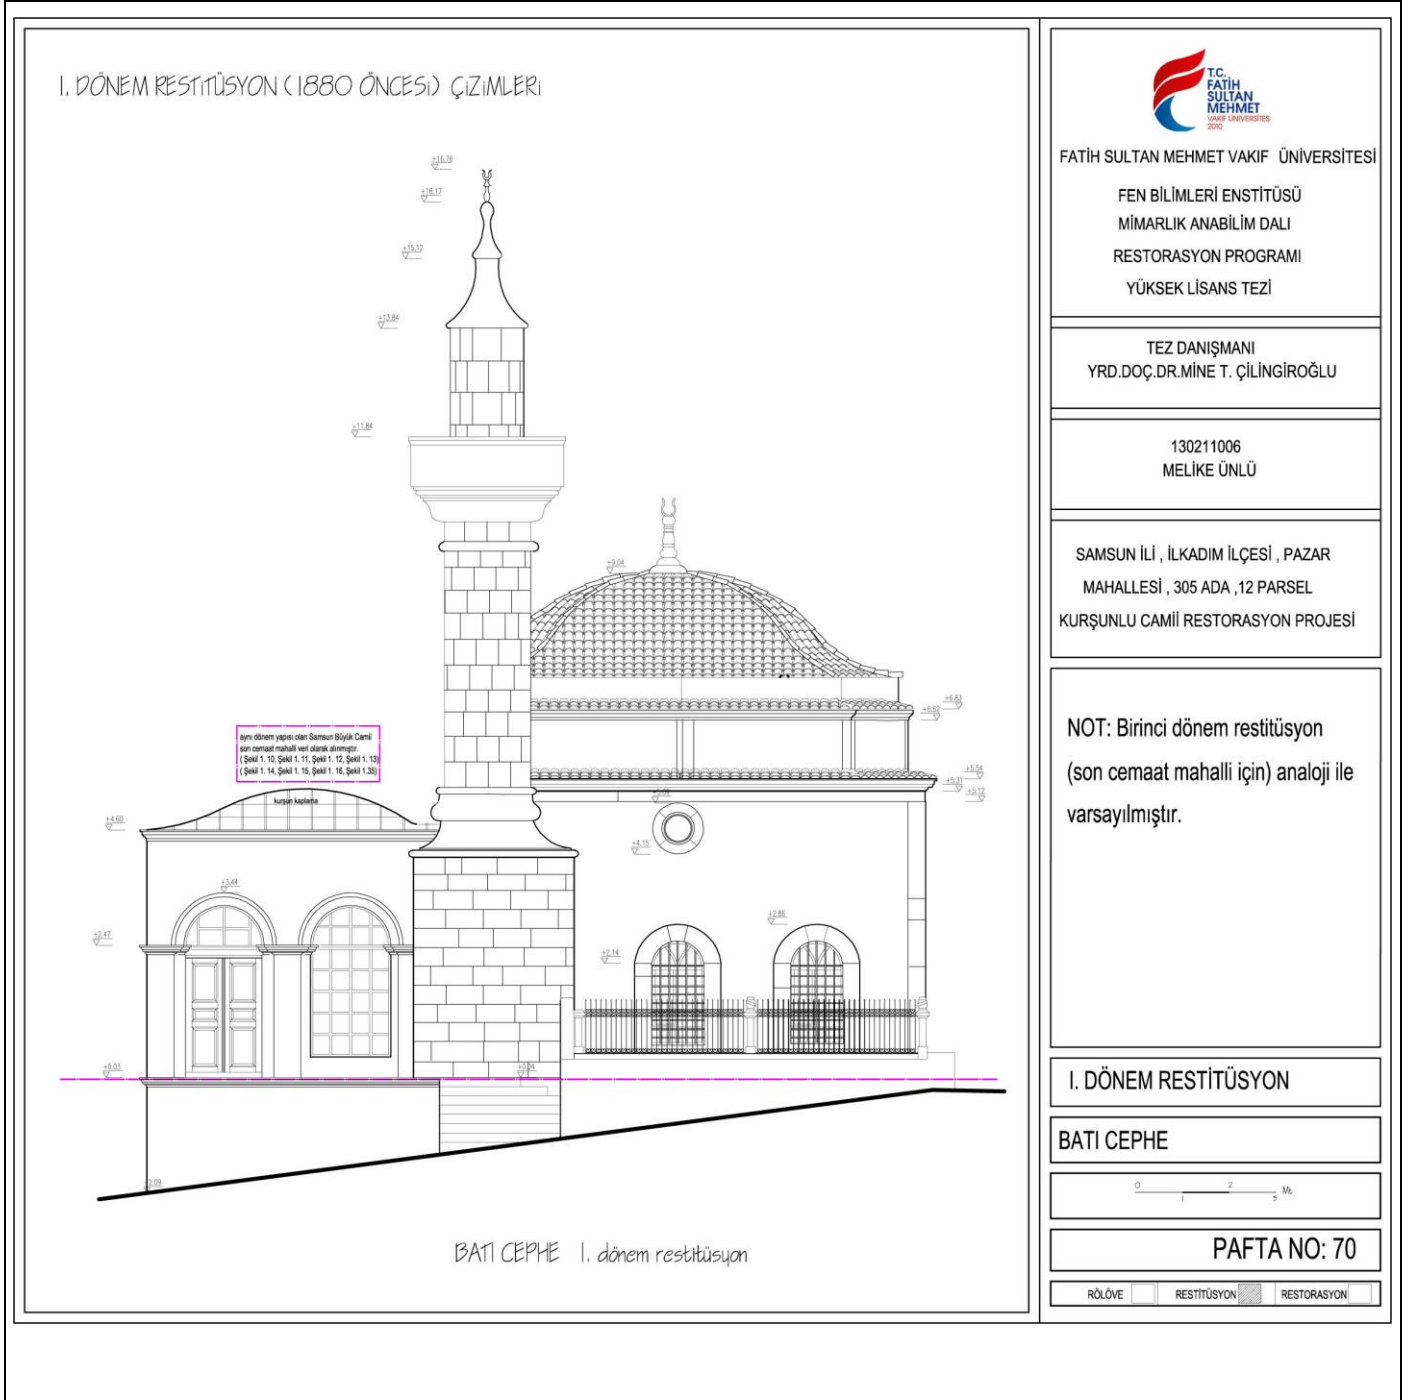 I. DÖNEM RESTİTÜSYON (1880 ÖNCESİ) ÇİZİMLERİ
+16.78
+16.17
+15.12
+13.84
+11.84
+9.04
+6.83
+6.62
+5.54
+5.31
+5.12
aynı dönem yapısı olan Samsun Büyük Camii
son cemaat mahalli veri olarak alınmıştır.
( Şekil 1. 10, Şekil 1. 11, Şekil 1. 12, Şekil 1. 13)
( Şekil 1. 14, Şekil 1. 15, Şekil 1. 16, Şekil 1.35)
kurşun kaplama
+4.60
+4.15
+3.44
+2.86
+2.47
+2.14
+0.03
+0.04
2.09
BATI CEPHE I. dönem restitüsyon
T.C.
FATİH
SULTAN
MEHMET
VAKIF ÜNİVERSİTES
2010
FATİH SULTAN MEHMET VAKIF ÜNİVERSİTESİ
FEN BİLİMLERİ ENSTİTÜSÜ
MİMARLIK ANABİLİM DALI
RESTORASYON PROGRAMI
YÜKSEK LİSANS TEZİ
TEZ DANIŞMANI
YRD.DOÇ.DR.MİNE T. ÇİLİNGİROĞLU
130211006
MELİKE ÜNLÜ
SAMSUN İLİ , İLKADIM İLÇESİ , PAZAR
MAHALLESİ , 305 ADA ,12 PARSEL
KURŞUNLU CAMİİ RESTORASYON PROJESİ
NOT: Birinci dönem restitüsyon
(son cemaat mahalli için) analoji ile
varsayılmıştır.
I. DÖNEM RESTİTÜSYON
BATI CEPHE
0 2 Mt
1
PAFTA NO: 70
RÖLÖVE RESTİTÜSYON RESTORASYON